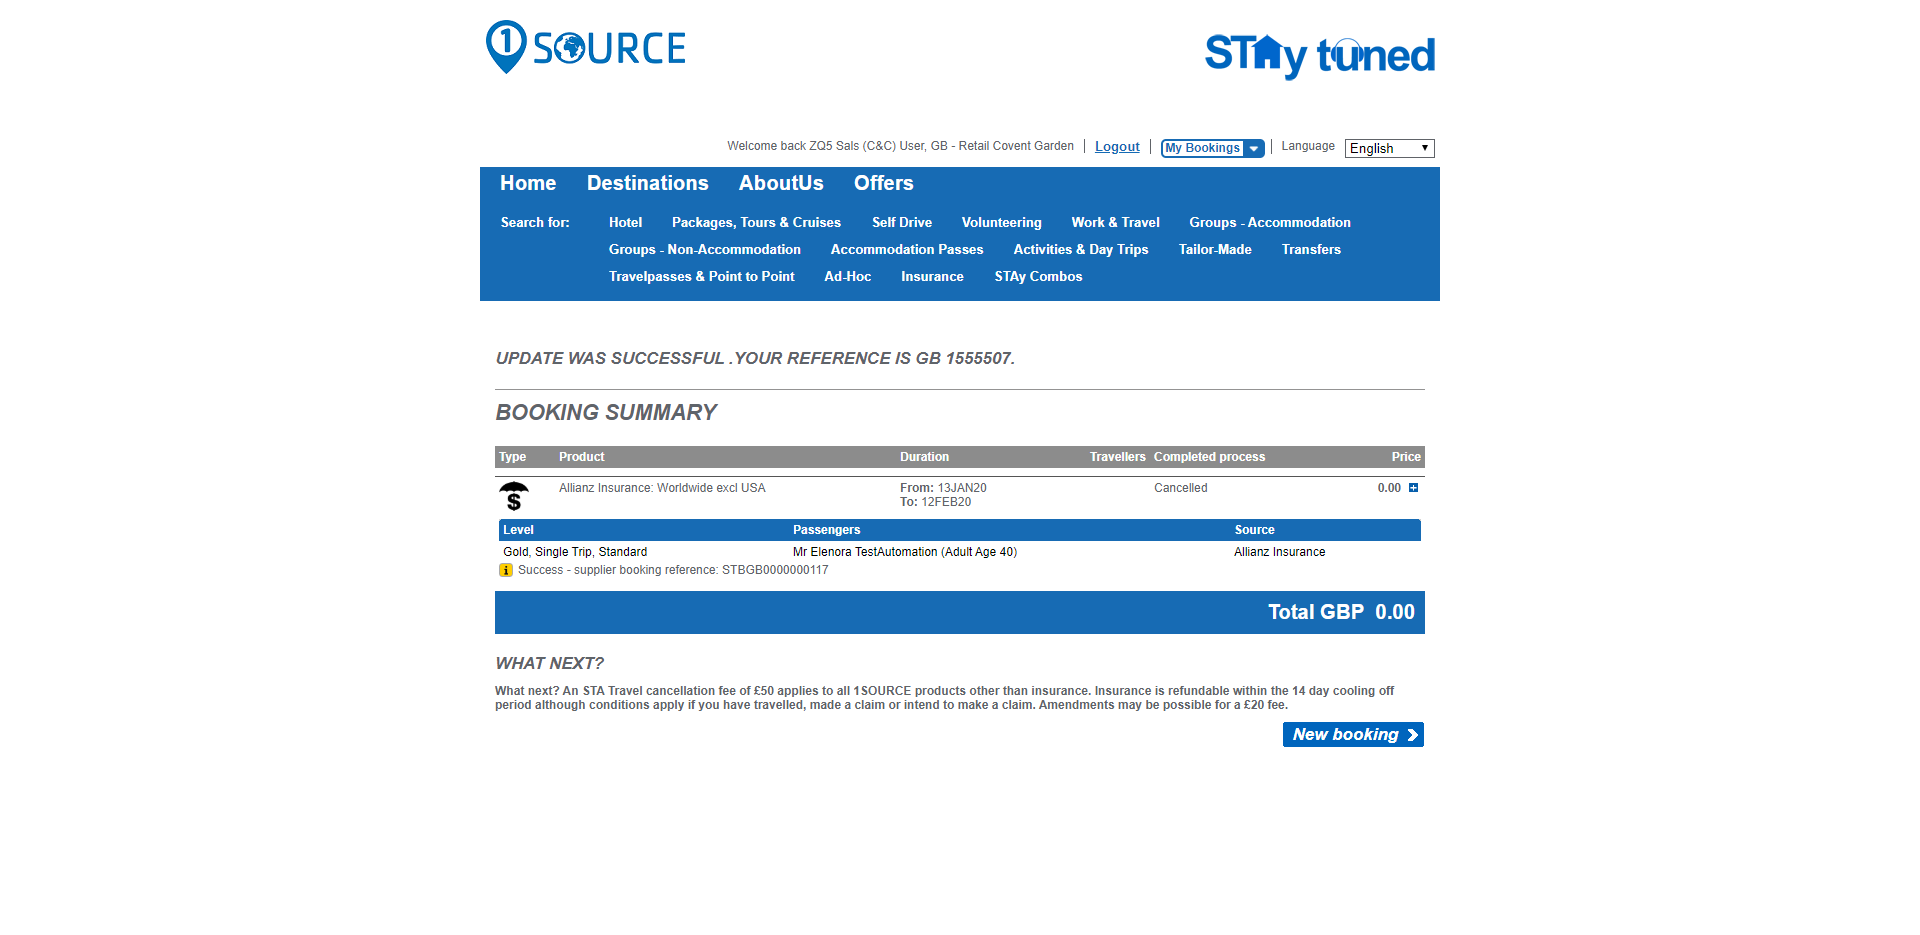 1 SOURCE
STAy tuned
Welcome back ZQ5 Sals (C&C) User, GB - Retail Covent Garden Logout My Bookings Language English
Home Destinations AboutUs Offers
Search for: Hotel Packages, Tours & Cruises Self Drive Volunteering Work & Travel Groups - Accommodation
Groups - Non-Accommodation Accommodation Passes Activities & Day Trips Tailor-Made Transfers
Travelpasses & Point to Point Ad-Hoc Insurance STAy Combos
UPDATE WAS SUCCESSFUL .YOUR REFERENCE IS GB 1555507.
BOOKING SUMMARY
Type Product Duration Travellers Completed process Price
Allianz Insurance: Worldwide excl USA From: 13JAN20 Cancelled 0.00
To: 12FEB20
Level Passengers Source
Gold, Single Trip, Standard Mr Elenora TestAutomation (Adult Age 40) Allianz Insurance
Success - supplier booking reference: STBGB0000000117
Total GBP 0.00
WHAT NEXT?
What next? An STA Travel cancellation fee of £50 applies to all 1SOURCE products other than insurance. Insurance is refundable within the 14 day cooling off
period although conditions apply if you have travelled, made a claim or intend to make a claim. Amendments may be possible for a £20 fee.
New booking